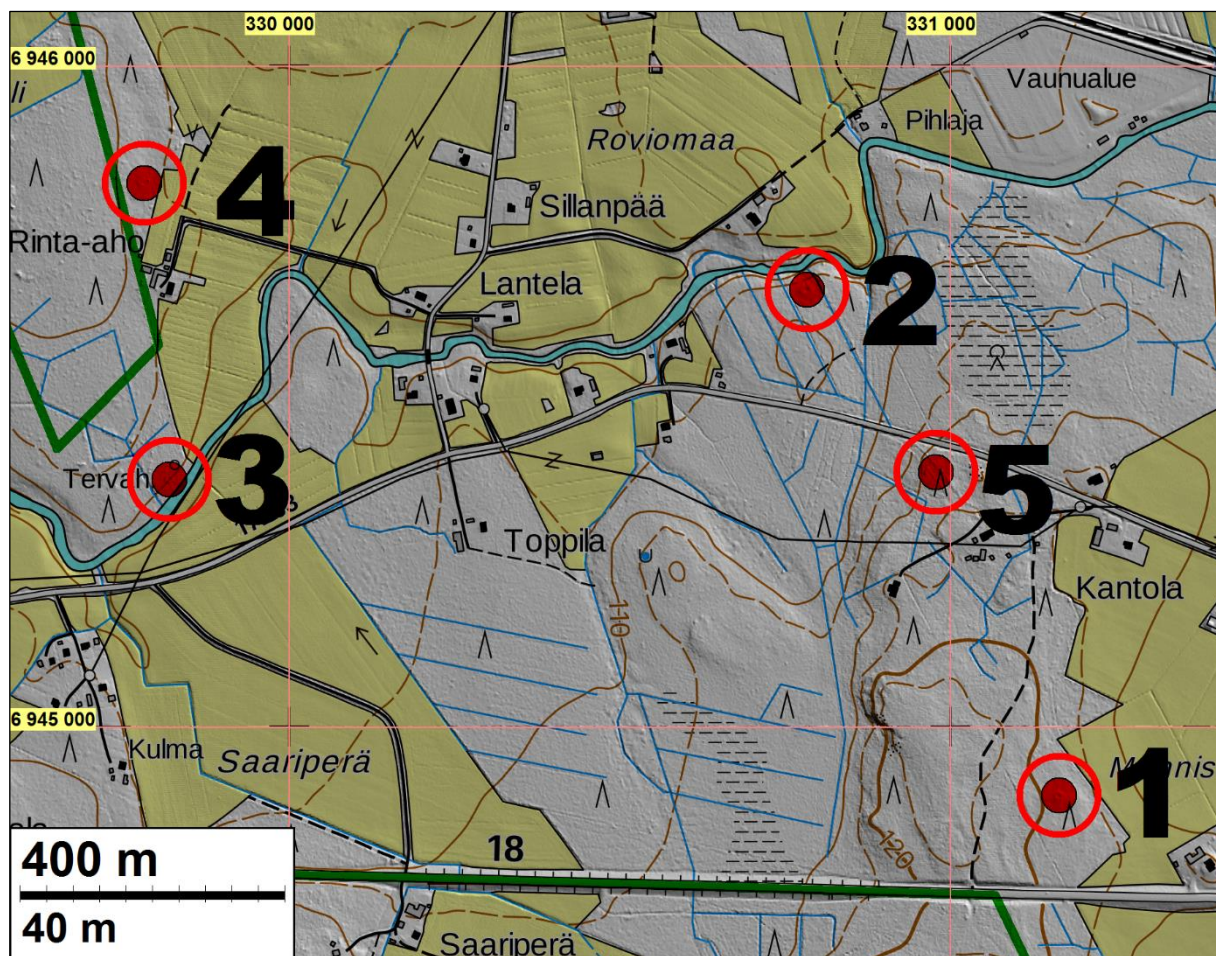 330 000
331 000
6 946 000
li
Vaunualue
Pihlaja
Roviomaa
4
Sillanpää
Rinta-aho
Lantela
2
3
5
Toppila
Kantola
110
6 945 000
Kulma
Saariperä
1
120
18
400 m
40 m
Saariperä